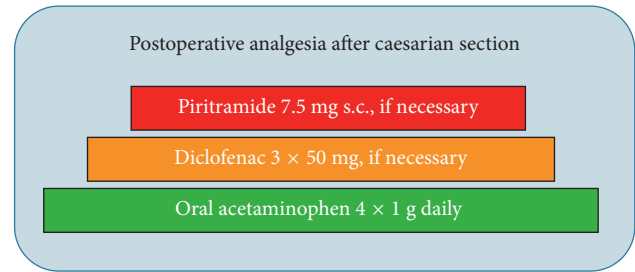 Postoperative analgesia after caesarian section
Piritramide 7.5 mg s.c., if necessary
Diclofenac 3 × 50 mg, if necessary
Oral acetaminophen 4 × 1 g daily